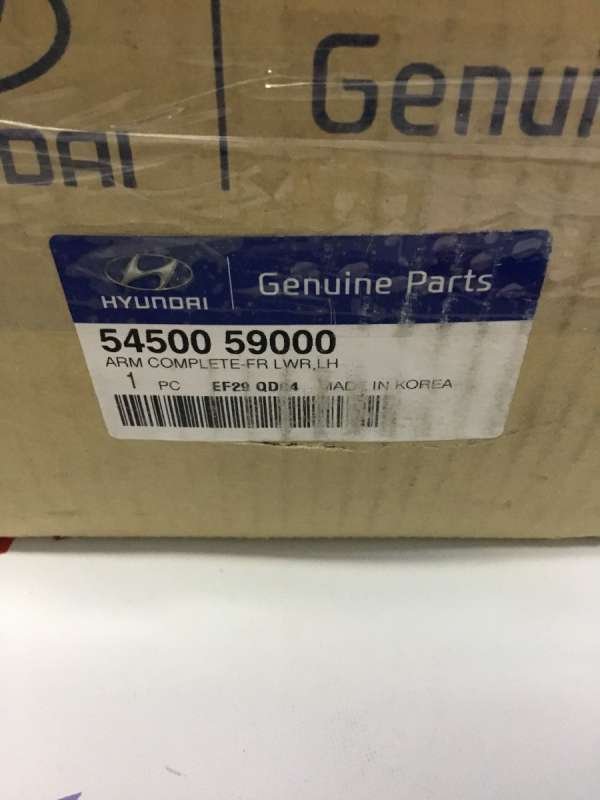 Genui
HYUNDAI
Genuine Parts
54500 59000
ARM COMPLETE-FR LWR,LH
1 PC EF29 MADE IN KOREA